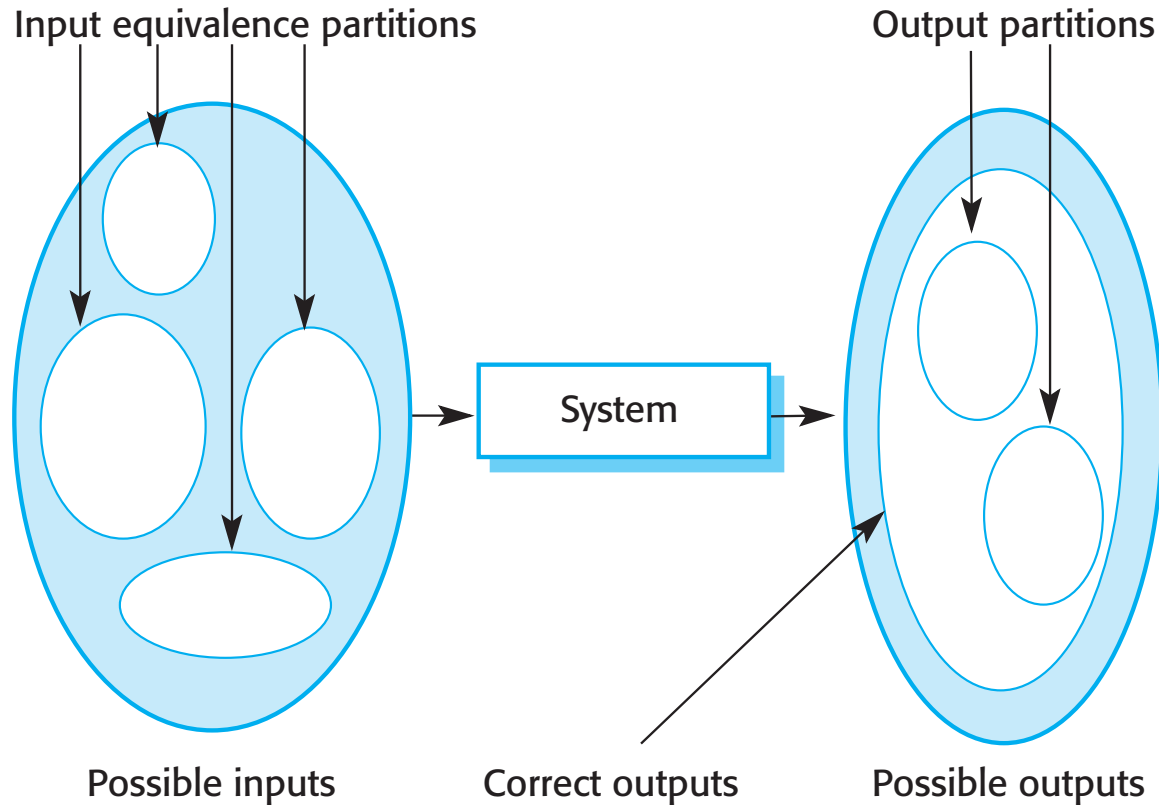 Input equivalence partitions
Output partitions
System
Possible inputs
Correct outputs
Possible outputs